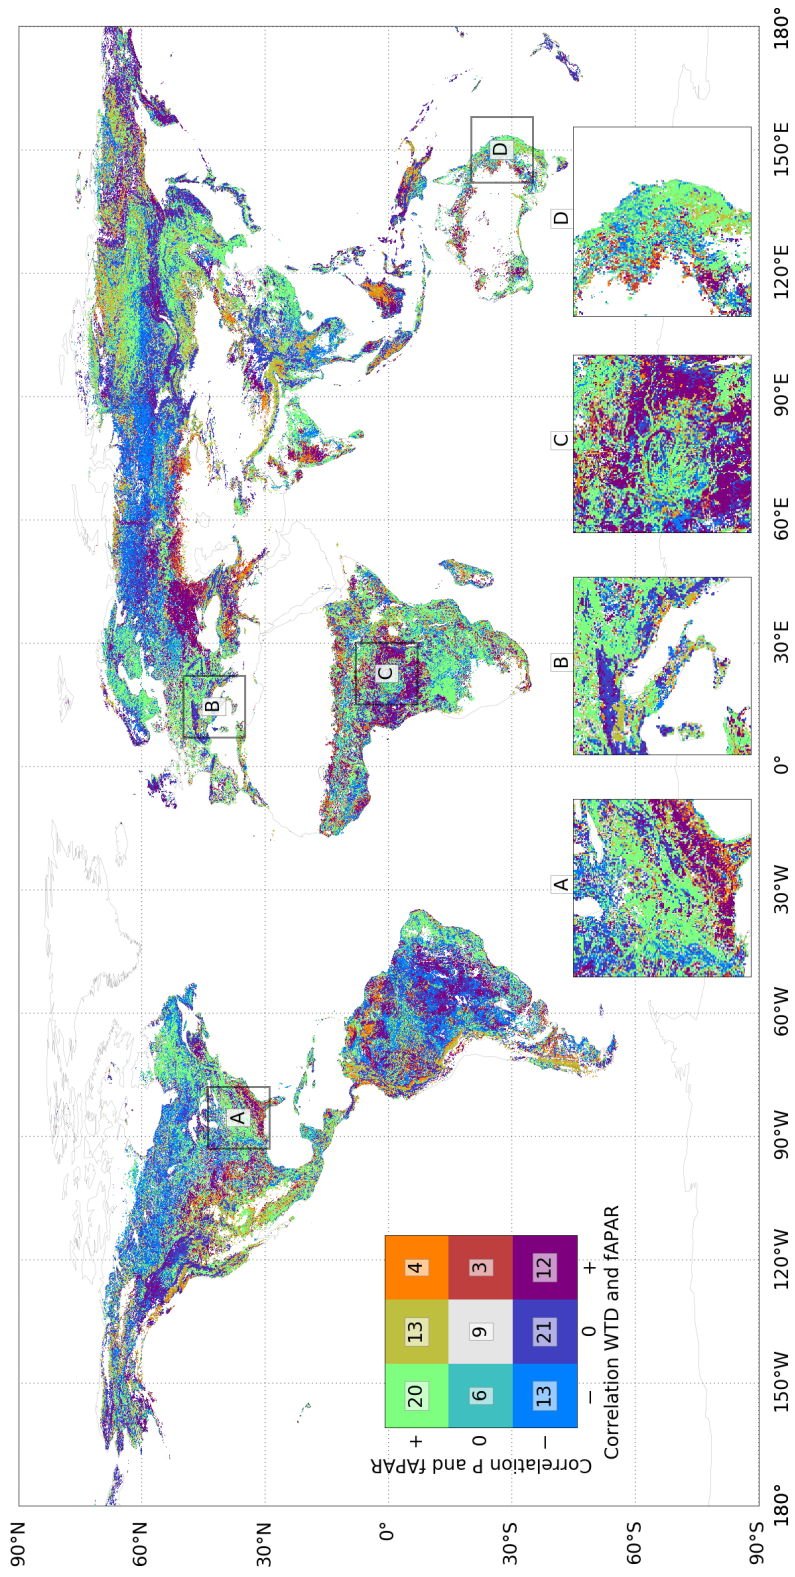 90°N
60°N
30°N
0°
30°S
60°S
90°S
180°
150°W
120°W
90°W
60°W
30°W
0°
30°E
60°E
90°E
120°E
150°E
180°
A
B
C
D
A
B
C
D
Correlation P and fAPAR
+
0
−
20
13
4
6
9
3
13
21
12
−
0
+
Correlation WTD and fAPAR